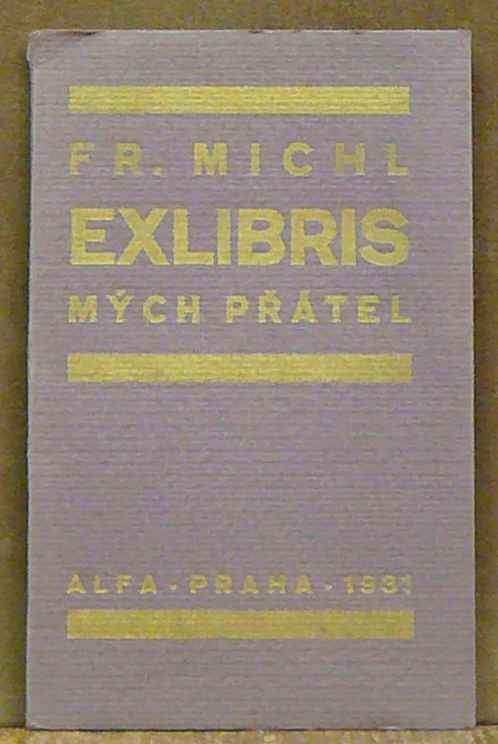 FR. MICHL
EXLIBRIS
MÝCH PŘÁTEL
ALFA - PRAHA - 1931